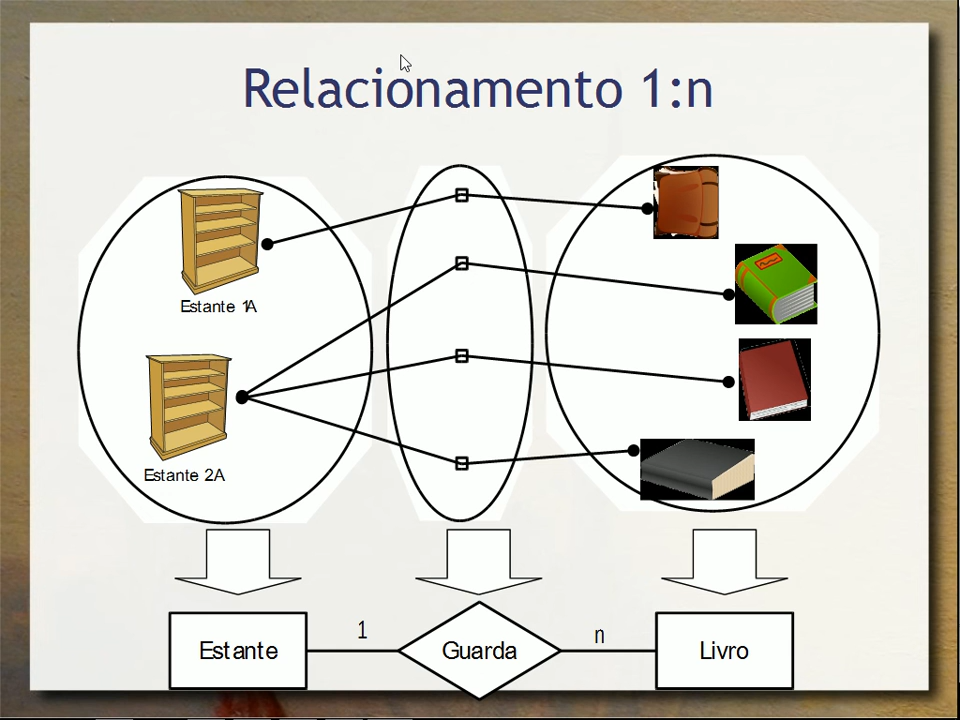 Relacionamento 1:n
Estante 1A
Estante 2A
1
n
Estante
Guarda
Livro